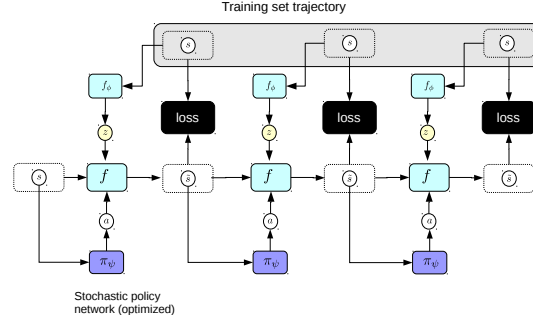 Training set trajectory
s s s
f_ϕ f_ϕ f_ϕ
loss loss loss
z z z
s f s̃ f s̃ f s̃
a a a
π_ψ π_ψ π_ψ
Stochastic policy
network (optimized)